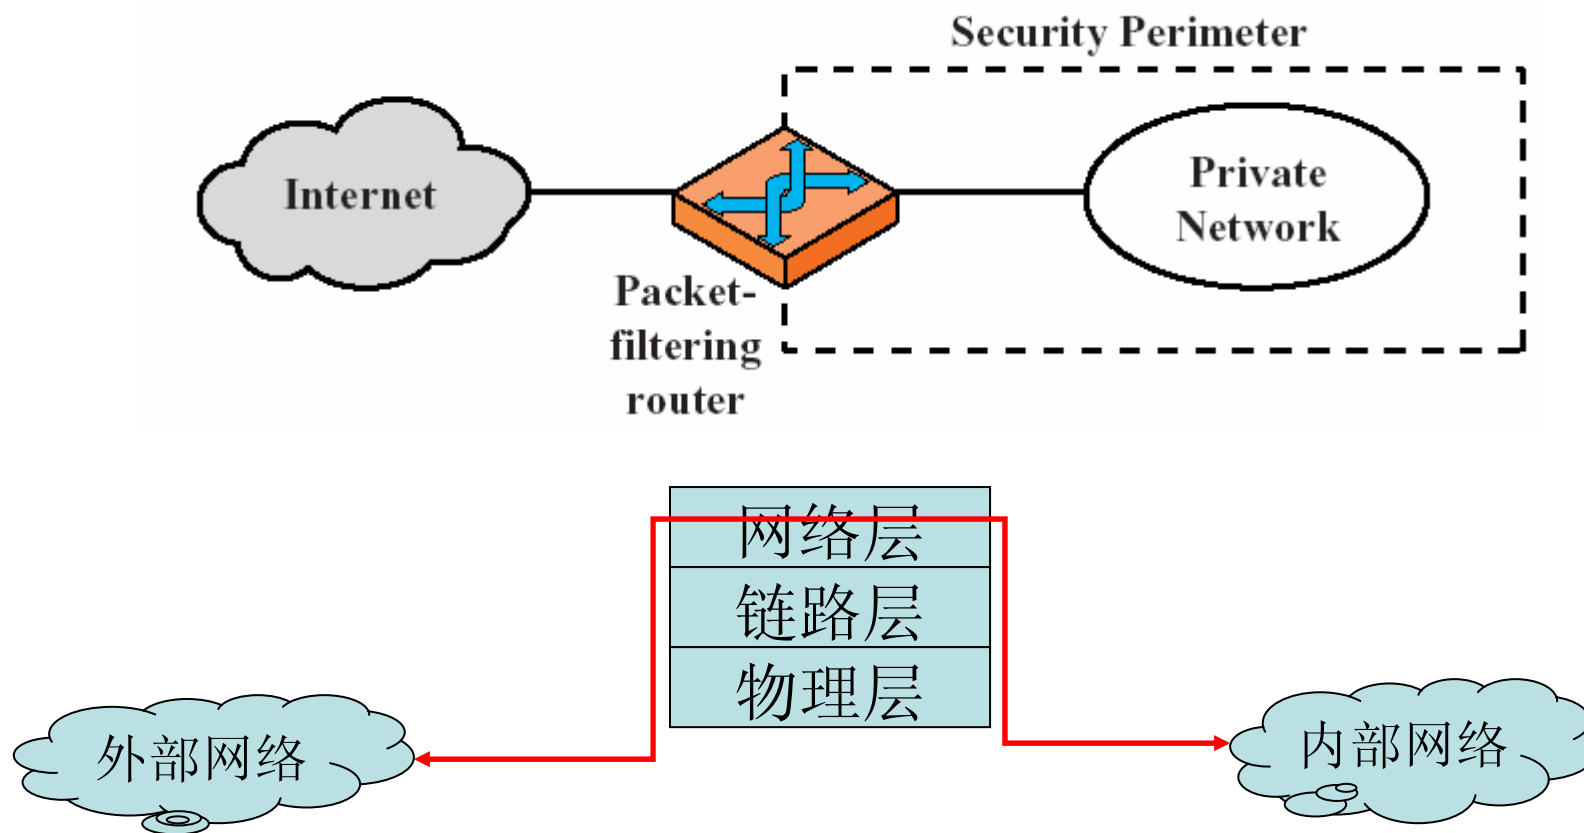 Security Perimeter
Internet
Private
Network
Packet-
filtering
router
网络层
链路层
物理层
外部网络
内部网络